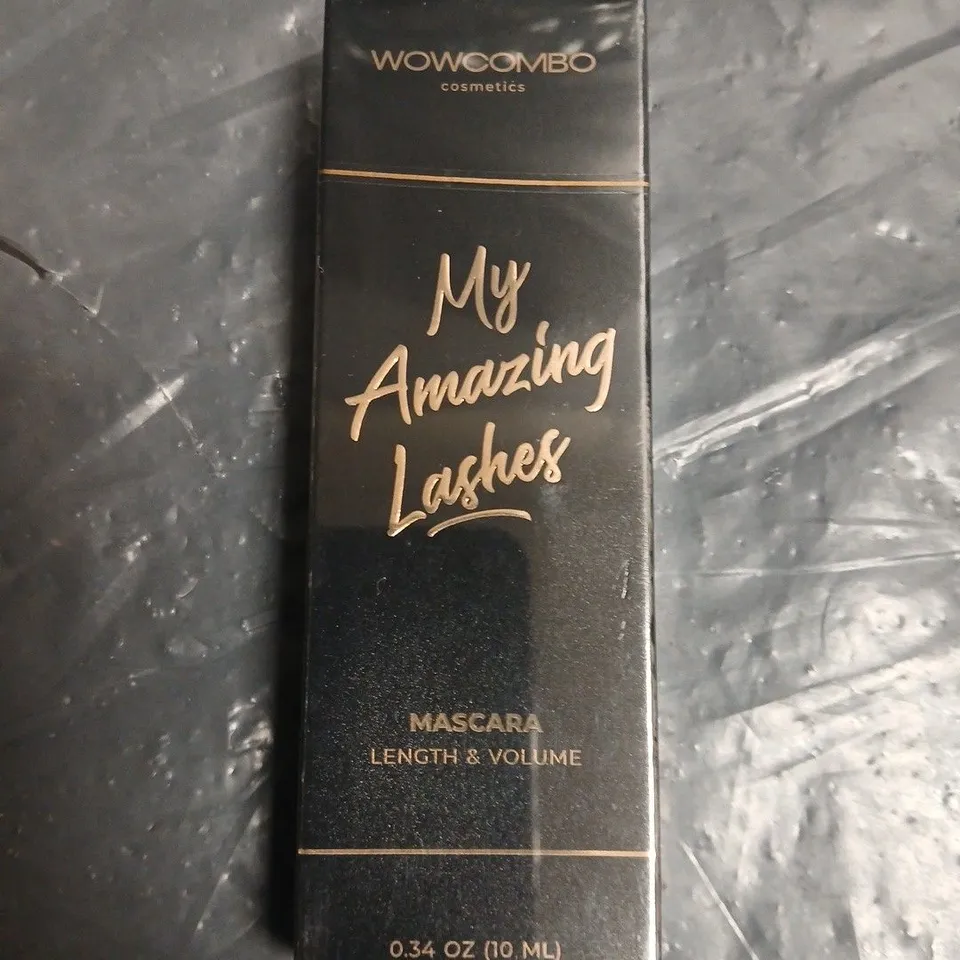 WOWCOMBO
cosmetics
My
Amazing
Lashes
MASCARA
LENGTH & VOLUME
0.34 OZ (10 ML)